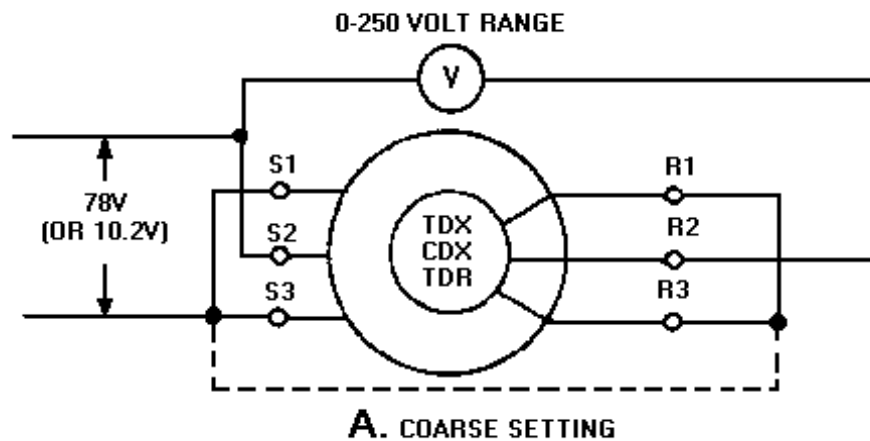 0-250 VOLT RANGE
V
S1
R1
78V
(OR 10.2V)
TDX
CDX
TDR
S2
R2
S3
R3
A. COARSE SETTING